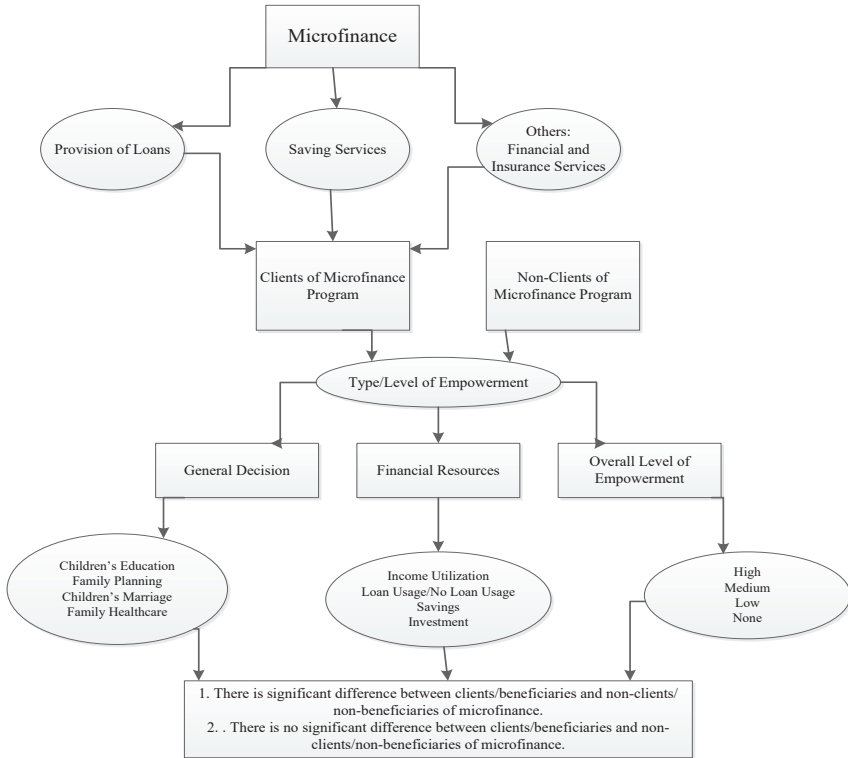 Microfinance
Provision of Loans
Saving Services
Others:
Financial and
Insurance Services
Clients of Microfinance
Program
Non-Clients of
Microfinance Program
Type/Level of Empowerment
General Decision
Financial Resources
Overall Level of
Empowerment
Children’s Education
Family Planning
Children’s Marriage
Family Healthcare
Income Utilization
Loan Usage/No Loan Usage
Savings
Investment
High
Medium
Low
None
1. There is significant difference between clients/beneficiaries and non-clients/
non-beneficiaries of microfinance.
2. . There is no significant difference between clients/beneficiaries and non-
clients/non-beneficiaries of microfinance.